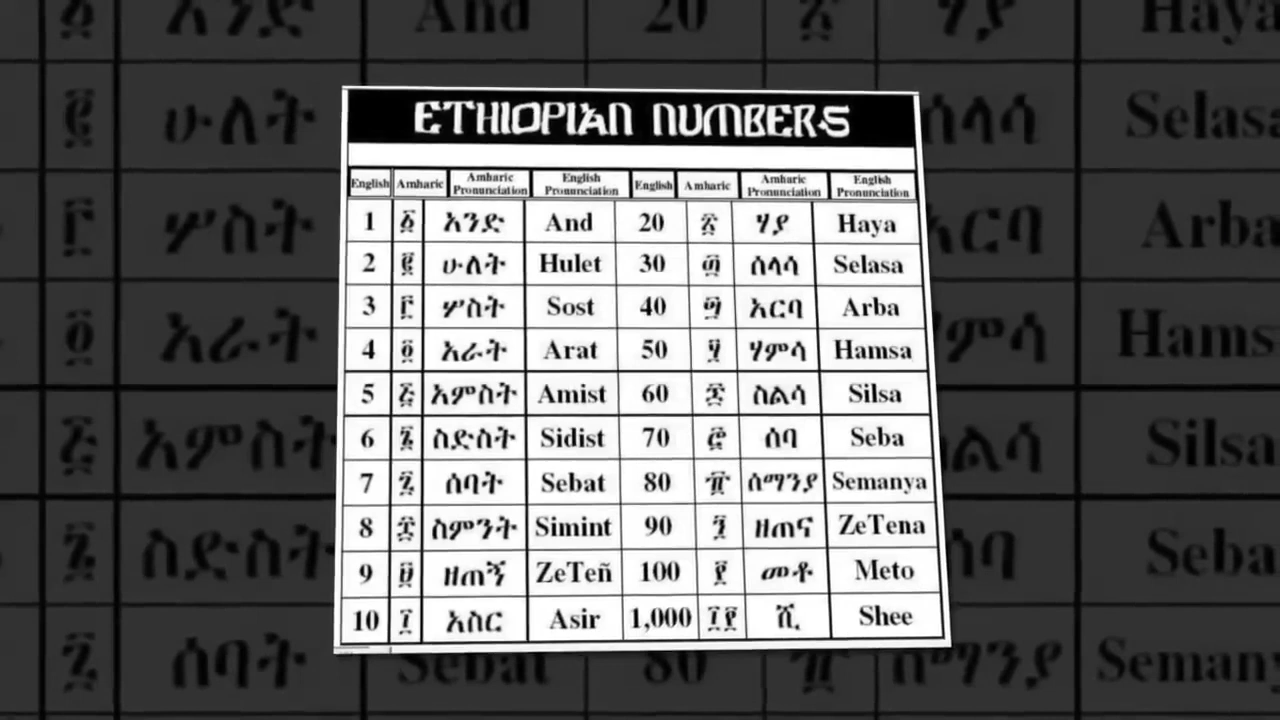 ETHIOPIAN NUMBERS
English Amharic Amharic Pronunciation English Pronunciation English Amharic Amharic Pronunciation English Pronunciation
1 ፩ አንድ And 20 ፳ ሃያ Haya
2 ፪ ሁለት Hulet 30 ፴ ሰላሳ Selasa
3 ፫ ሦስት Sost 40 ፵ አርባ Arba
4 ፬ አራት Arat 50 ፶ ሃምሳ Hamsa
5 ፭ አምስት Amist 60 ፷ ስልሳ Silsa
6 ፮ ስድስት Sidist 70 ፸ ሰባ Seba
7 ፯ ሰባት Sebat 80 ፹ ሰማንያ Semanya
8 ፰ ስምንት Simint 90 ፺ ዘጠና ZeTena
9 ፱ ዘጠኝ ZeTeñ 100 ፻ መቶ Meto
10 ፲ አስር Asir 1,000 ፲፻ ሺ Shee